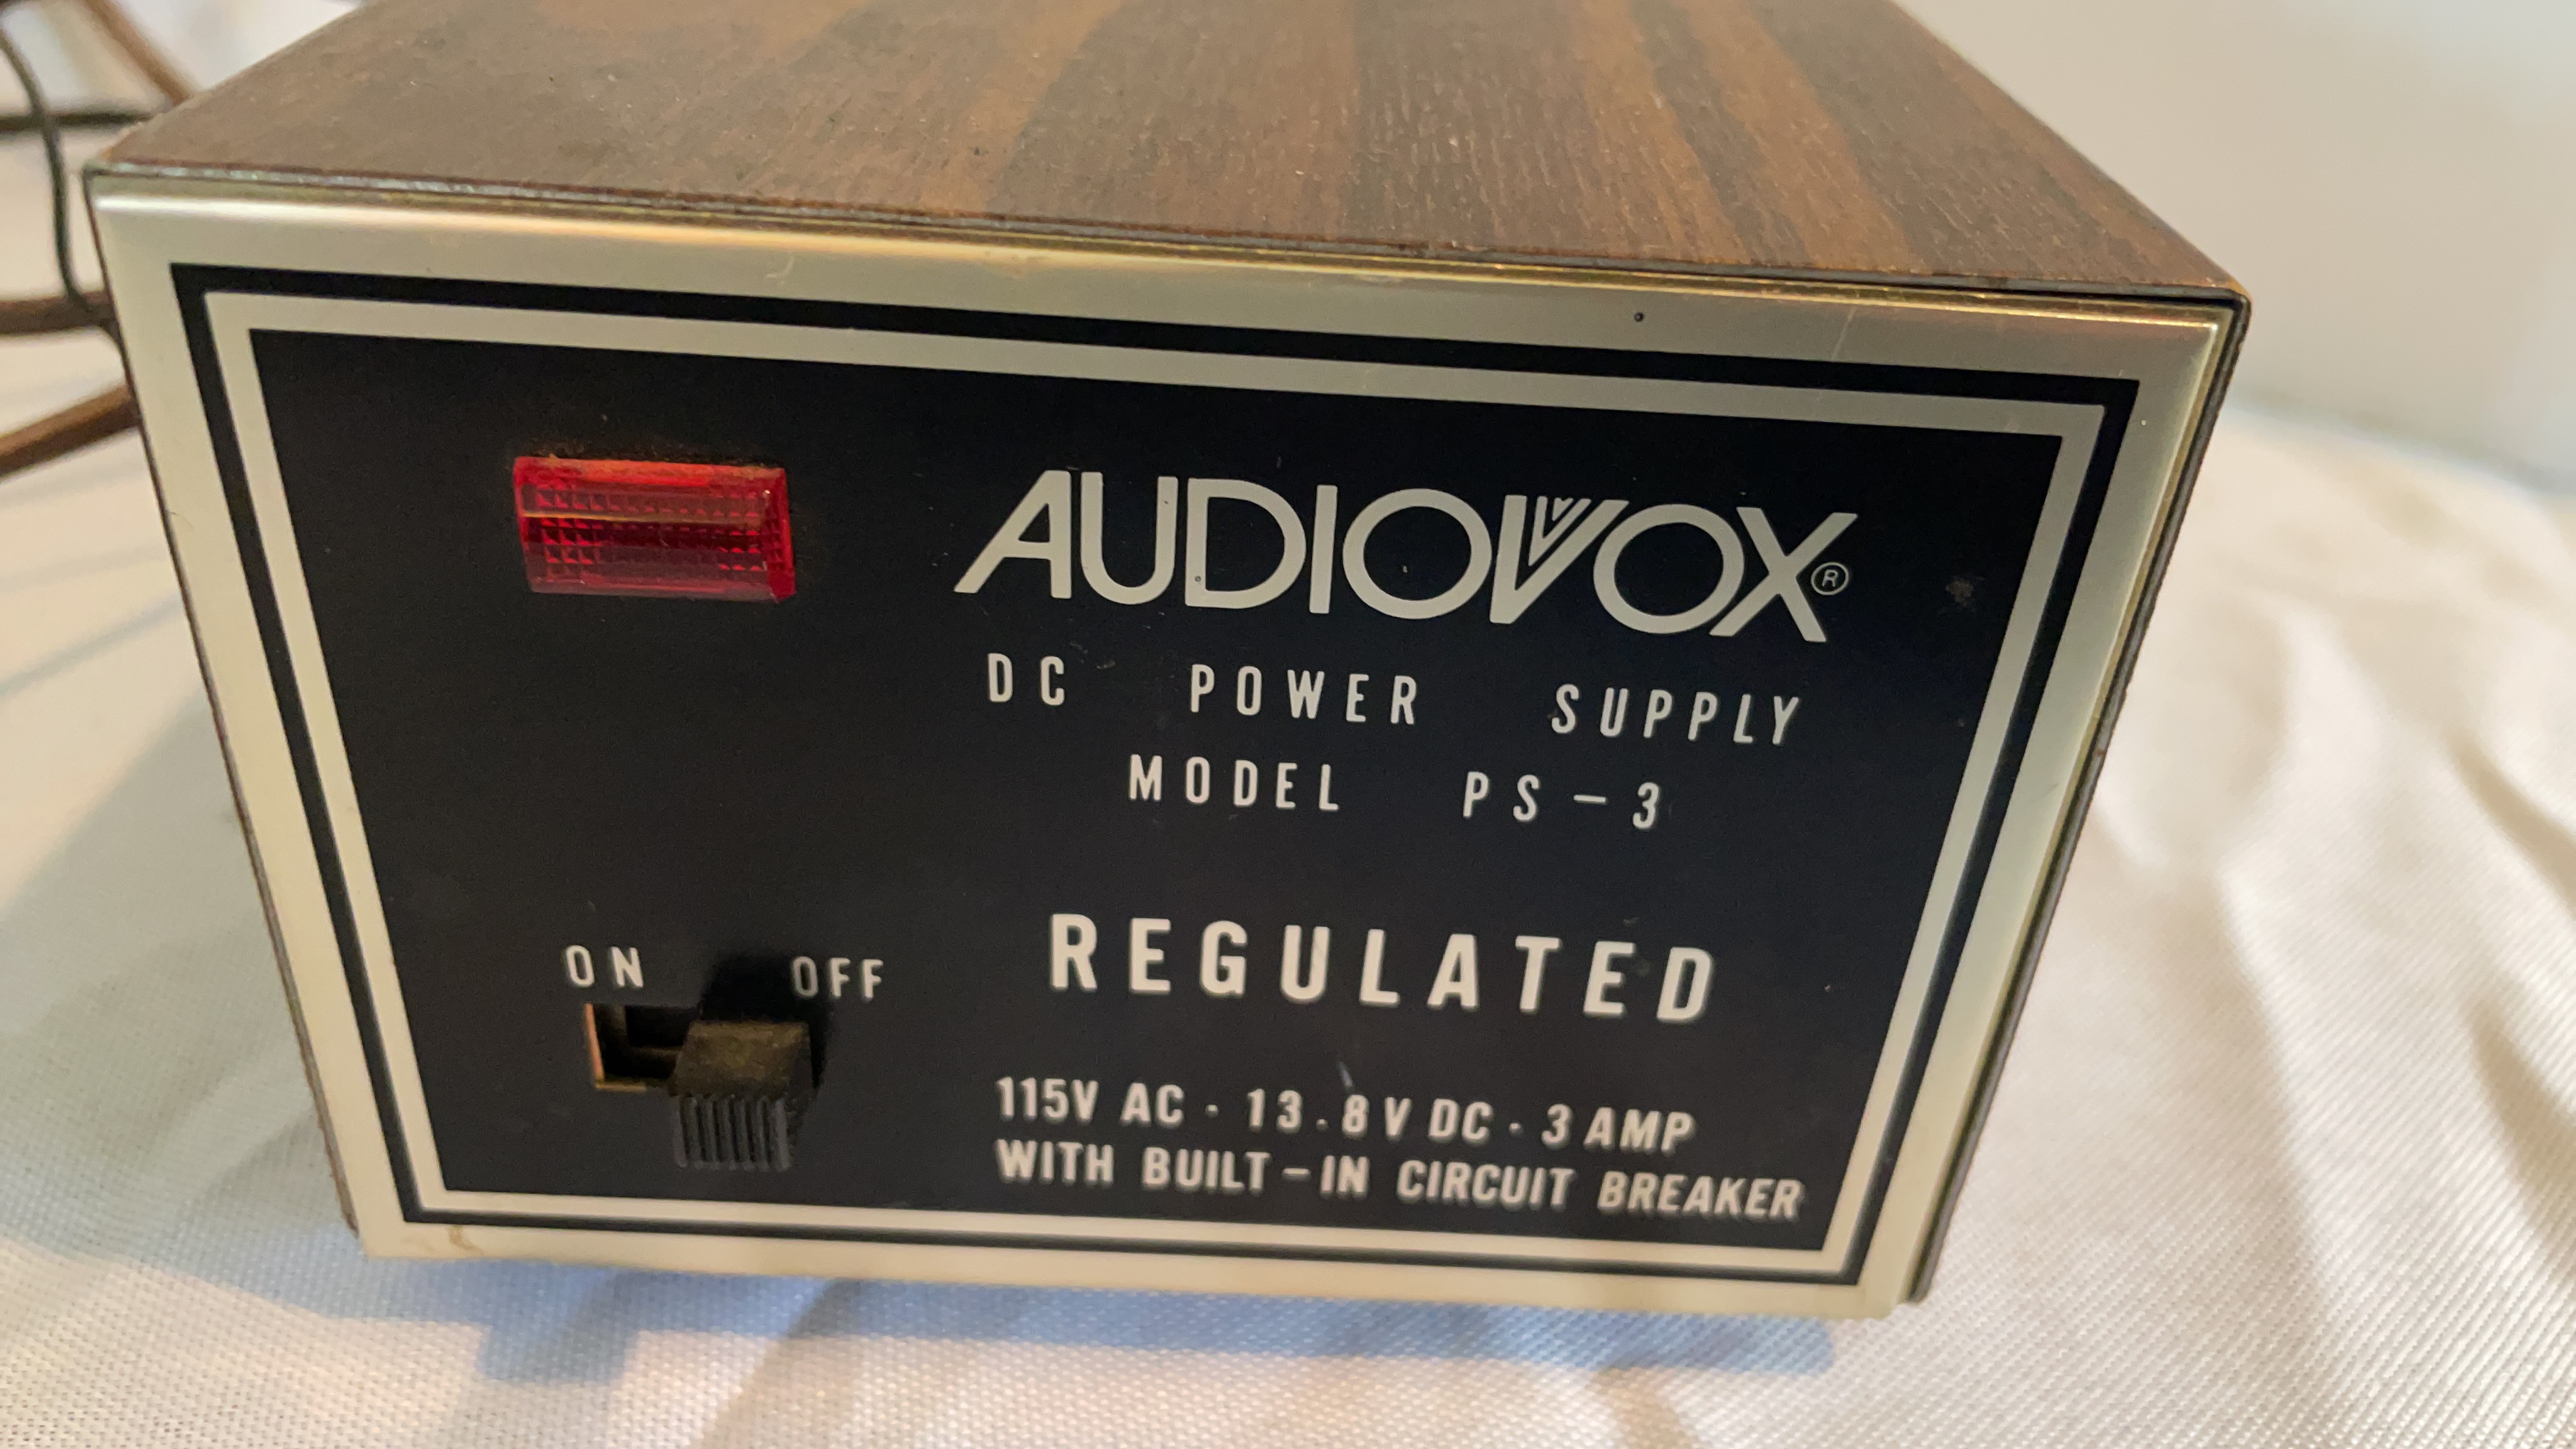 AUDIOVOX®
DC POWER SUPPLY
MODEL PS-3
REGULATED
ON OFF
115V AC · 13.8V DC · 3 AMP
WITH BUILT-IN CIRCUIT BREAKER